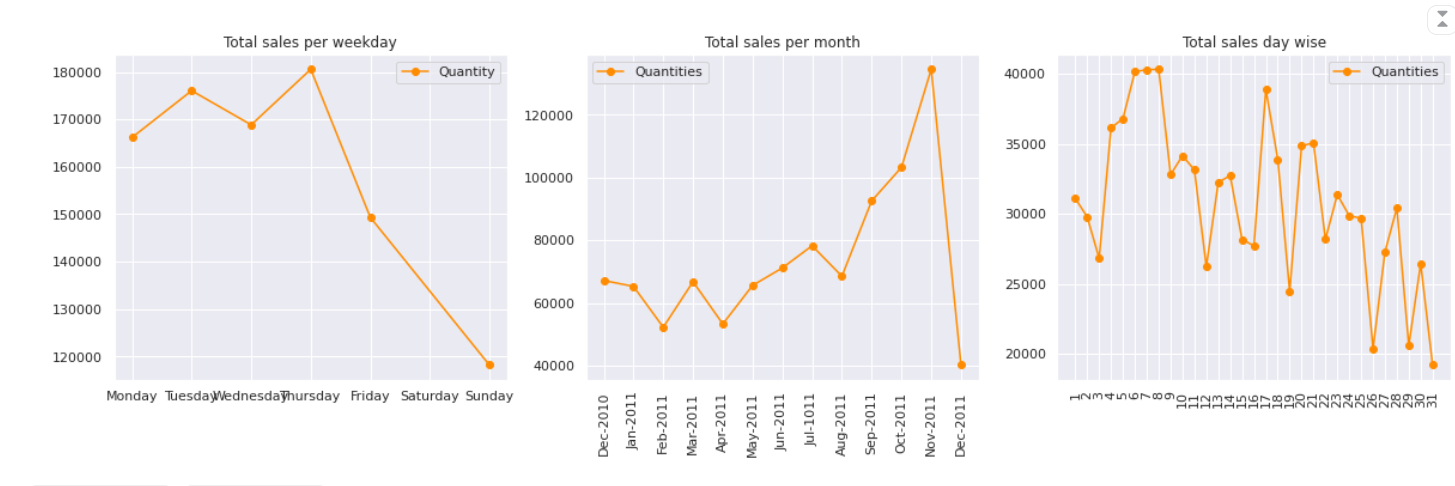 Total sales per weekday
Quantity
180000
170000
160000
150000
140000
130000
120000
Monday Tuesday Wednesday Thursday Friday Saturday Sunday
Total sales per month
Quantities
120000
100000
80000
60000
40000
Dec-2010 Jan-2011 Feb-2011 Mar-2011 Apr-2011 May-2011 Jun-2011 Jul-1011 Aug-2011 Sep-2011 Oct-2011 Nov-2011 Dec-2011
Total sales day wise
Quantities
40000
35000
30000
25000
20000
1 2 3 4 5 6 7 8 9 10 11 12 13 14 15 16 17 18 19 20 21 22 23 24 25 26 27 28 29 30 31